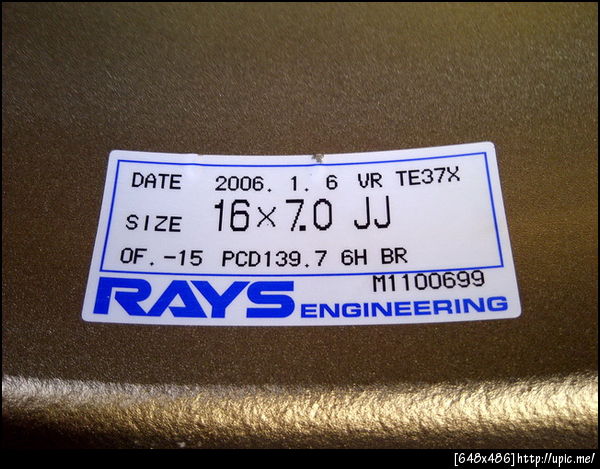 DATE 2006. 1. 6 VR TE37X
SIZE 16×7.0 JJ
OF.-15 PCD139.7 6H BR
M1100699
RAYS ENGINEERING
[648x486]http://upic.me/